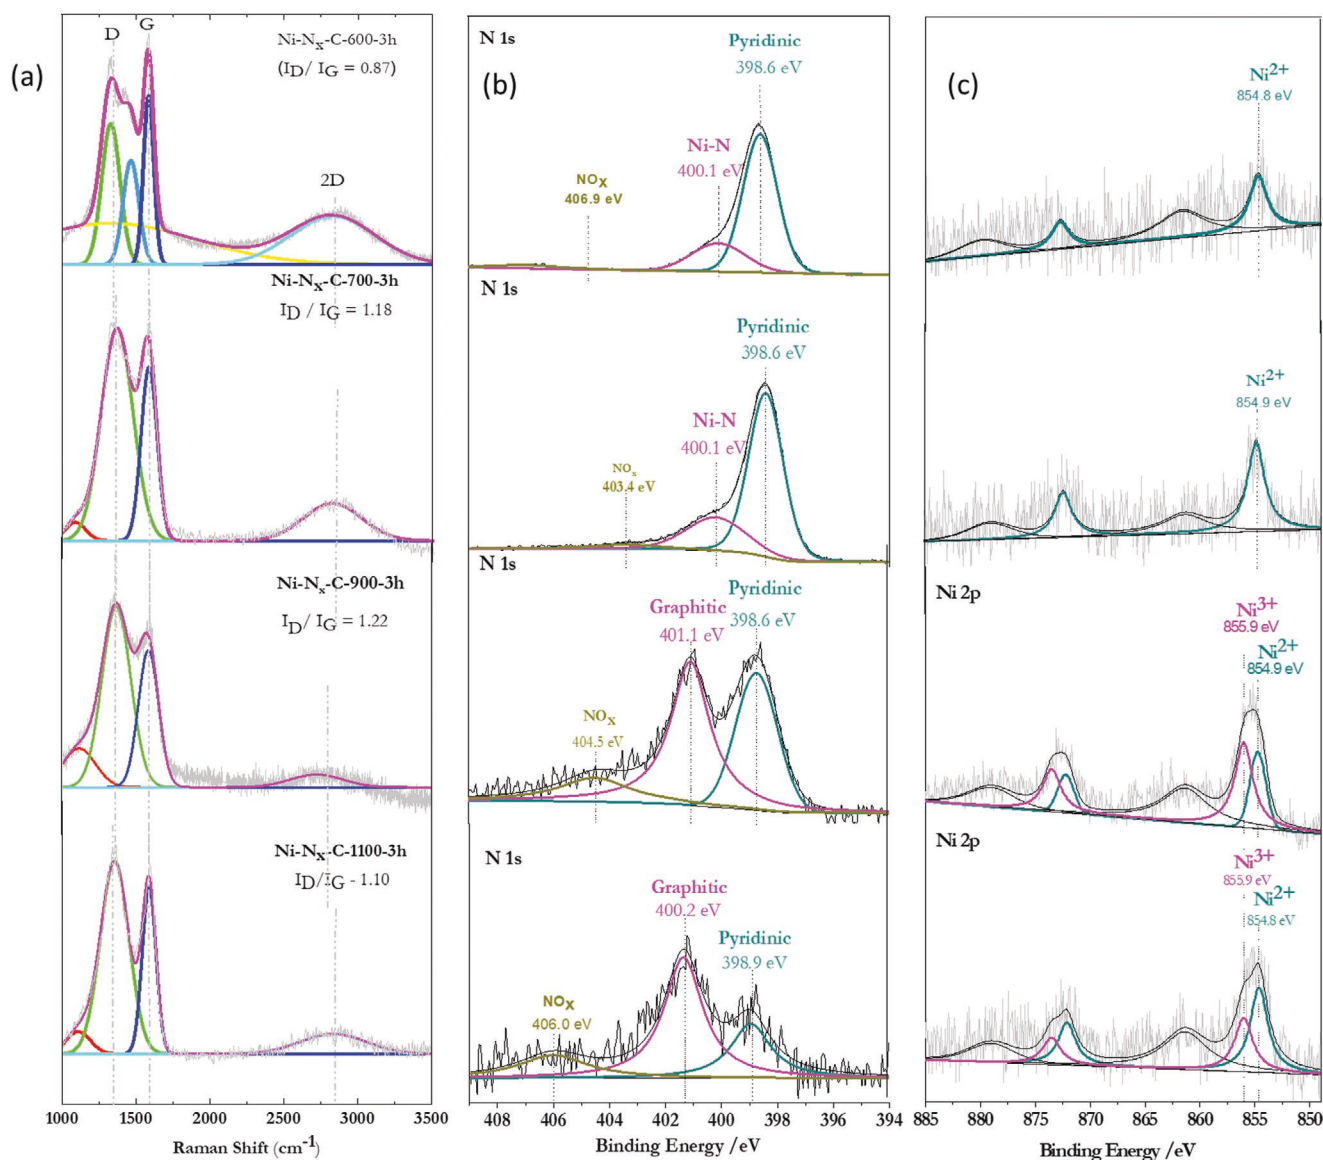 (a)
D
G
Ni-Nx-C-600-3h
(ID/ IG = 0.87)
2D
Ni-Nx-C-700-3h
ID / IG = 1.18
Ni-Nx-C-900-3h
ID/ IG = 1.22
Ni-Nx-C-1100-3h
ID/IG - 1.10
1000 1500 2000 2500 3000 3500
Raman Shift (cm-1)
(b)
N 1s
Pyridinic
398.6 eV
Ni-N
400.1 eV
NOX
406.9 eV
N 1s
Pyridinic
398.6 eV
Ni-N
400.1 eV
NOx
403.4 eV
N 1s
Pyridinic
398.6 eV
Graphitic
401.1 eV
NOX
404.5 eV
N 1s
Graphitic
400.2 eV
Pyridinic
398.9 eV
NOX
406.0 eV
408 406 404 402 400 398 396 394
Binding Energy /eV
(c)
Ni2+
854.8 eV
Ni2+
854.9 eV
Ni 2p
Ni3+
855.9 eV
Ni2+
854.9 eV
Ni 2p
Ni3+
855.9 eV
Ni2+
854.8 eV
885 880 875 870 865 860 855 850
Binding Energy /eV